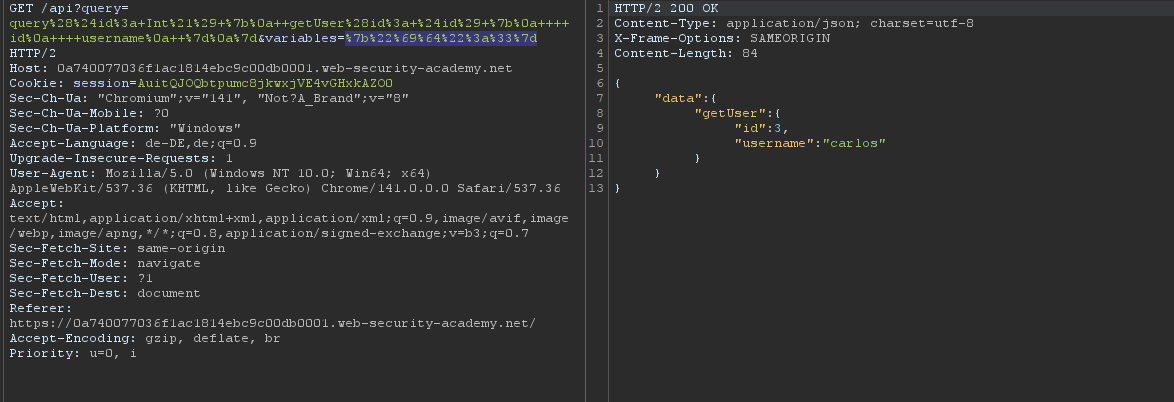 GET /api?query=
query%28%24id%3a+Int%21%29+%7b%0a++getUser%28id%3a+%24id%29+%7b%0a++++
id%0a++++username%0a++%7d%0a%7d&variables=%7b%22%69%64%22%3a%33%7d
HTTP/2
Host: 0a740077036f1ac1814ebc9c00db0001.web-security-academy.net
Cookie: session=AuitQJOQbtpumc8jkwxjVE4vGHxkAZOO
Sec-Ch-Ua: "Chromium";v="141", "Not?A_Brand";v="8"
Sec-Ch-Ua-Mobile: ?0
Sec-Ch-Ua-Platform: "Windows"
Accept-Language: de-DE,de;q=0.9
Upgrade-Insecure-Requests: 1
User-Agent: Mozilla/5.0 (Windows NT 10.0; Win64; x64)
AppleWebKit/537.36 (KHTML, like Gecko) Chrome/141.0.0.0 Safari/537.36
Accept:
text/html,application/xhtml+xml,application/xml;q=0.9,image/avif,image
/webp,image/apng,*/*;q=0.8,application/signed-exchange;v=b3;q=0.7
Sec-Fetch-Site: same-origin
Sec-Fetch-Mode: navigate
Sec-Fetch-User: ?1
Sec-Fetch-Dest: document
Referer:
https://0a740077036f1ac1814ebc9c00db0001.web-security-academy.net/
Accept-Encoding: gzip, deflate, br
Priority: u=0, i
1 HTTP/2 200 OK
2 Content-Type: application/json; charset=utf-8
3 X-Frame-Options: SAMEORIGIN
4 Content-Length: 84
5
6 {
7 "data":{
8 "getUser":{
9 "id":3,
10 "username":"carlos"
11 }
12 }
13 }